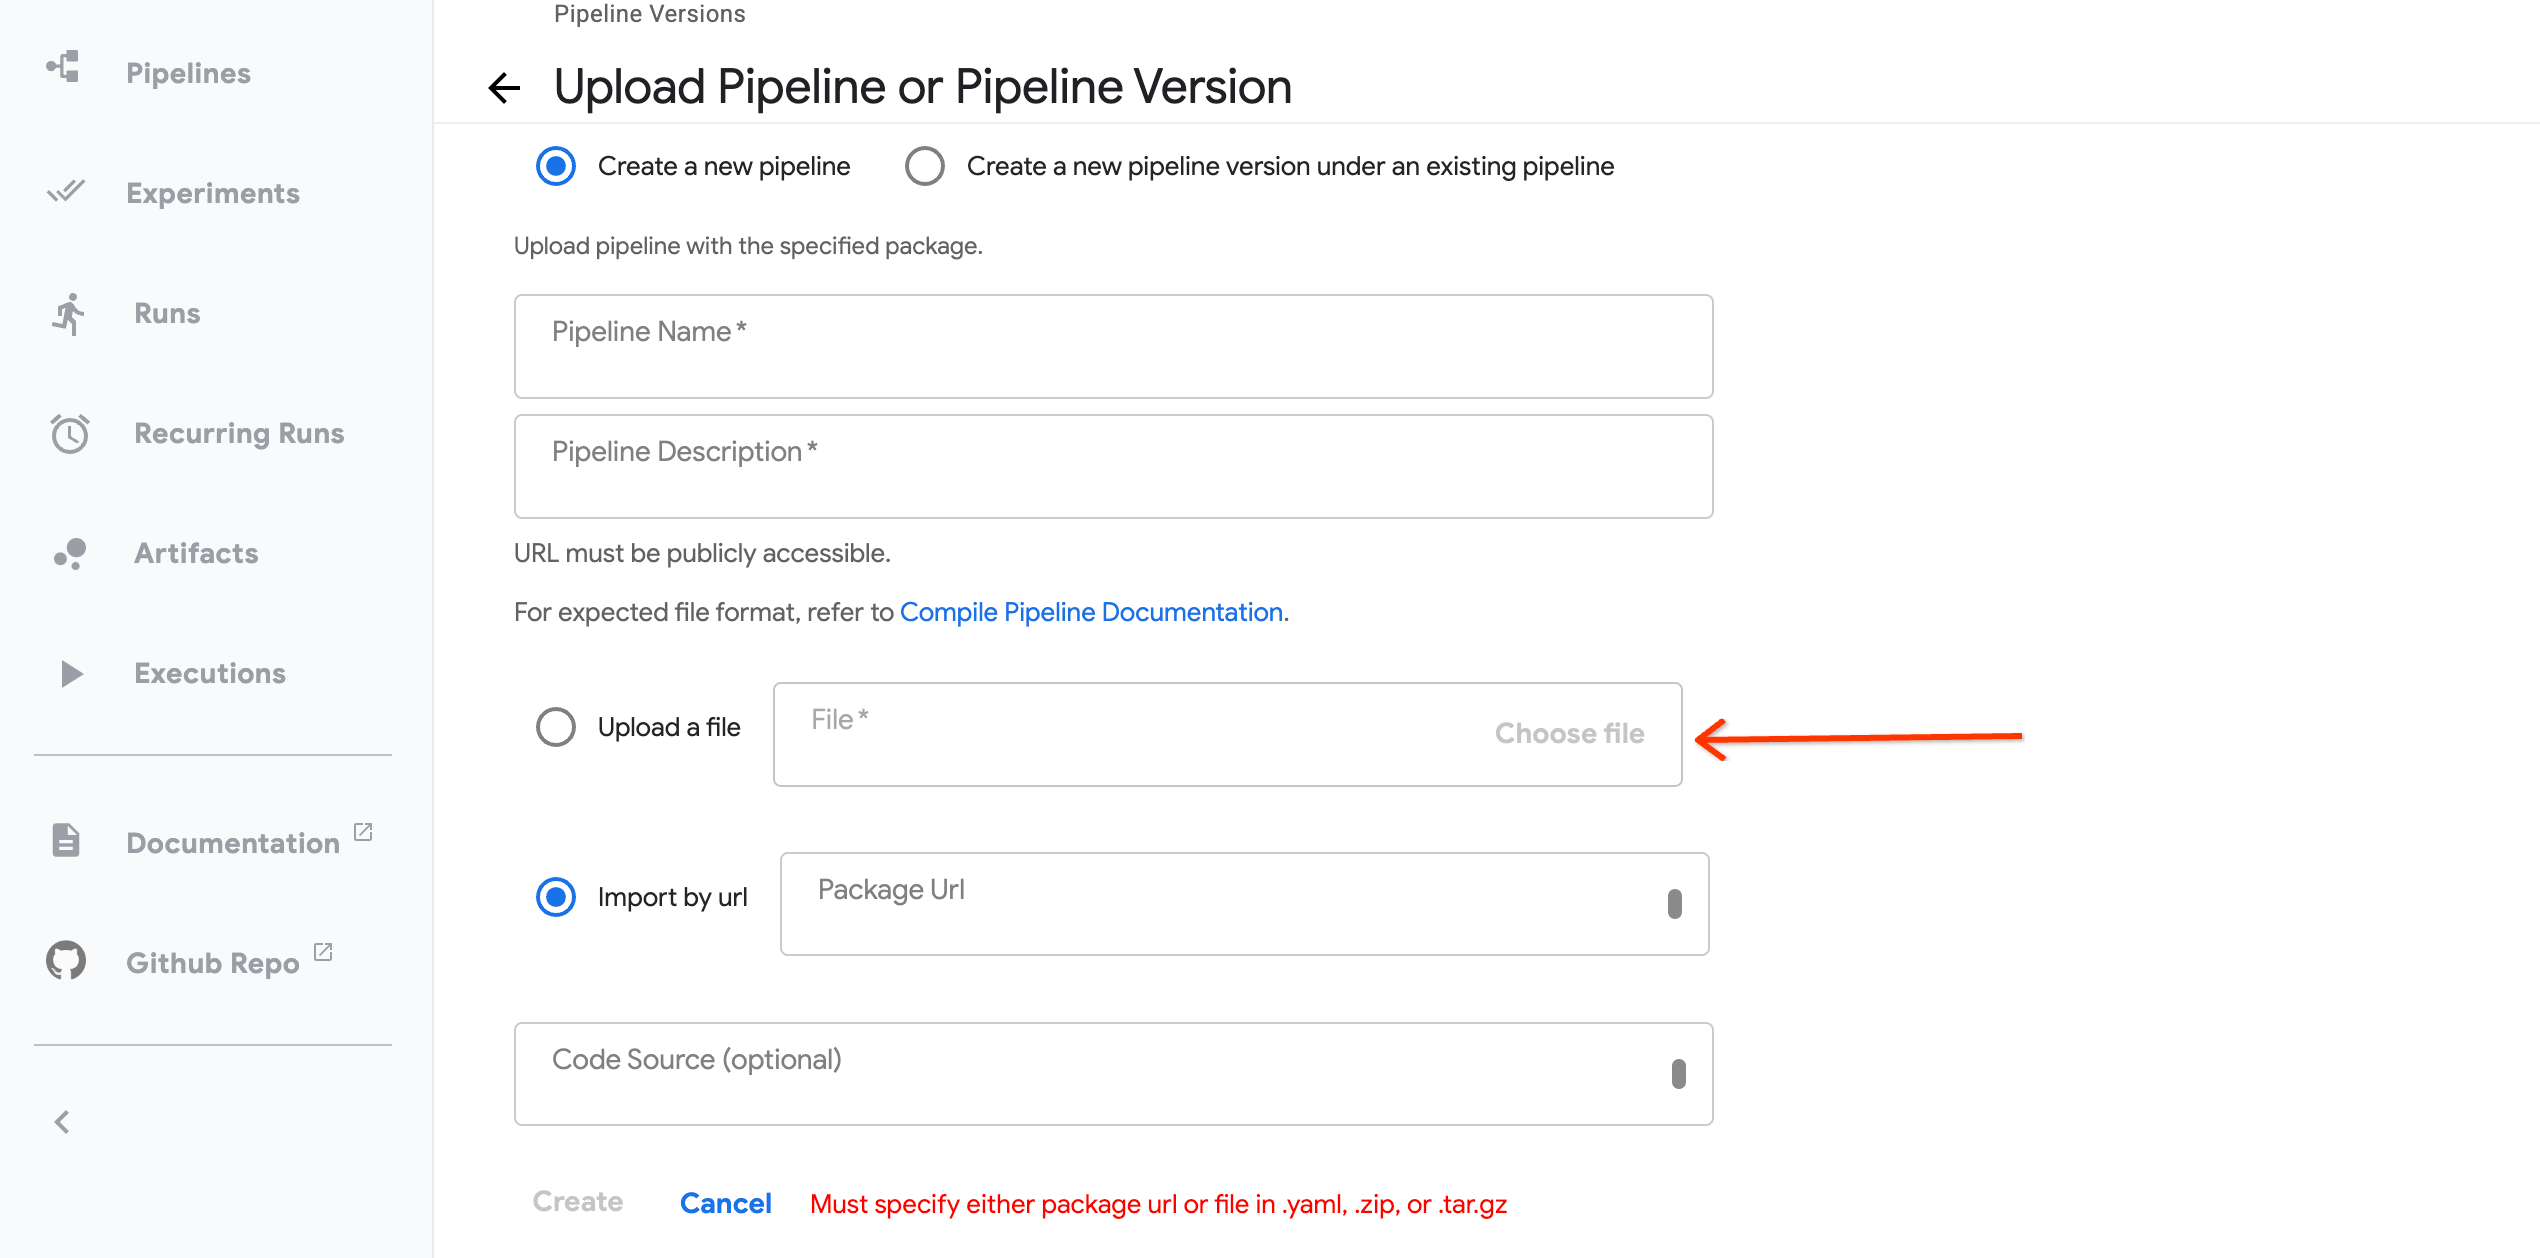 Pipelines
Experiments
Runs
Recurring Runs
Artifacts
Executions
Documentation
Github Repo
Pipeline Versions
Upload Pipeline or Pipeline Version
Create a new pipeline Create a new pipeline version under an existing pipeline
Upload pipeline with the specified package.
Pipeline Name*
Pipeline Description*
URL must be publicly accessible.
For expected file format, refer to Compile Pipeline Documentation.
Upload a file File* Choose file
Import by url Package Url
Code Source (optional)
Create Cancel Must specify either package url or file in .yaml, .zip, or .tar.gz